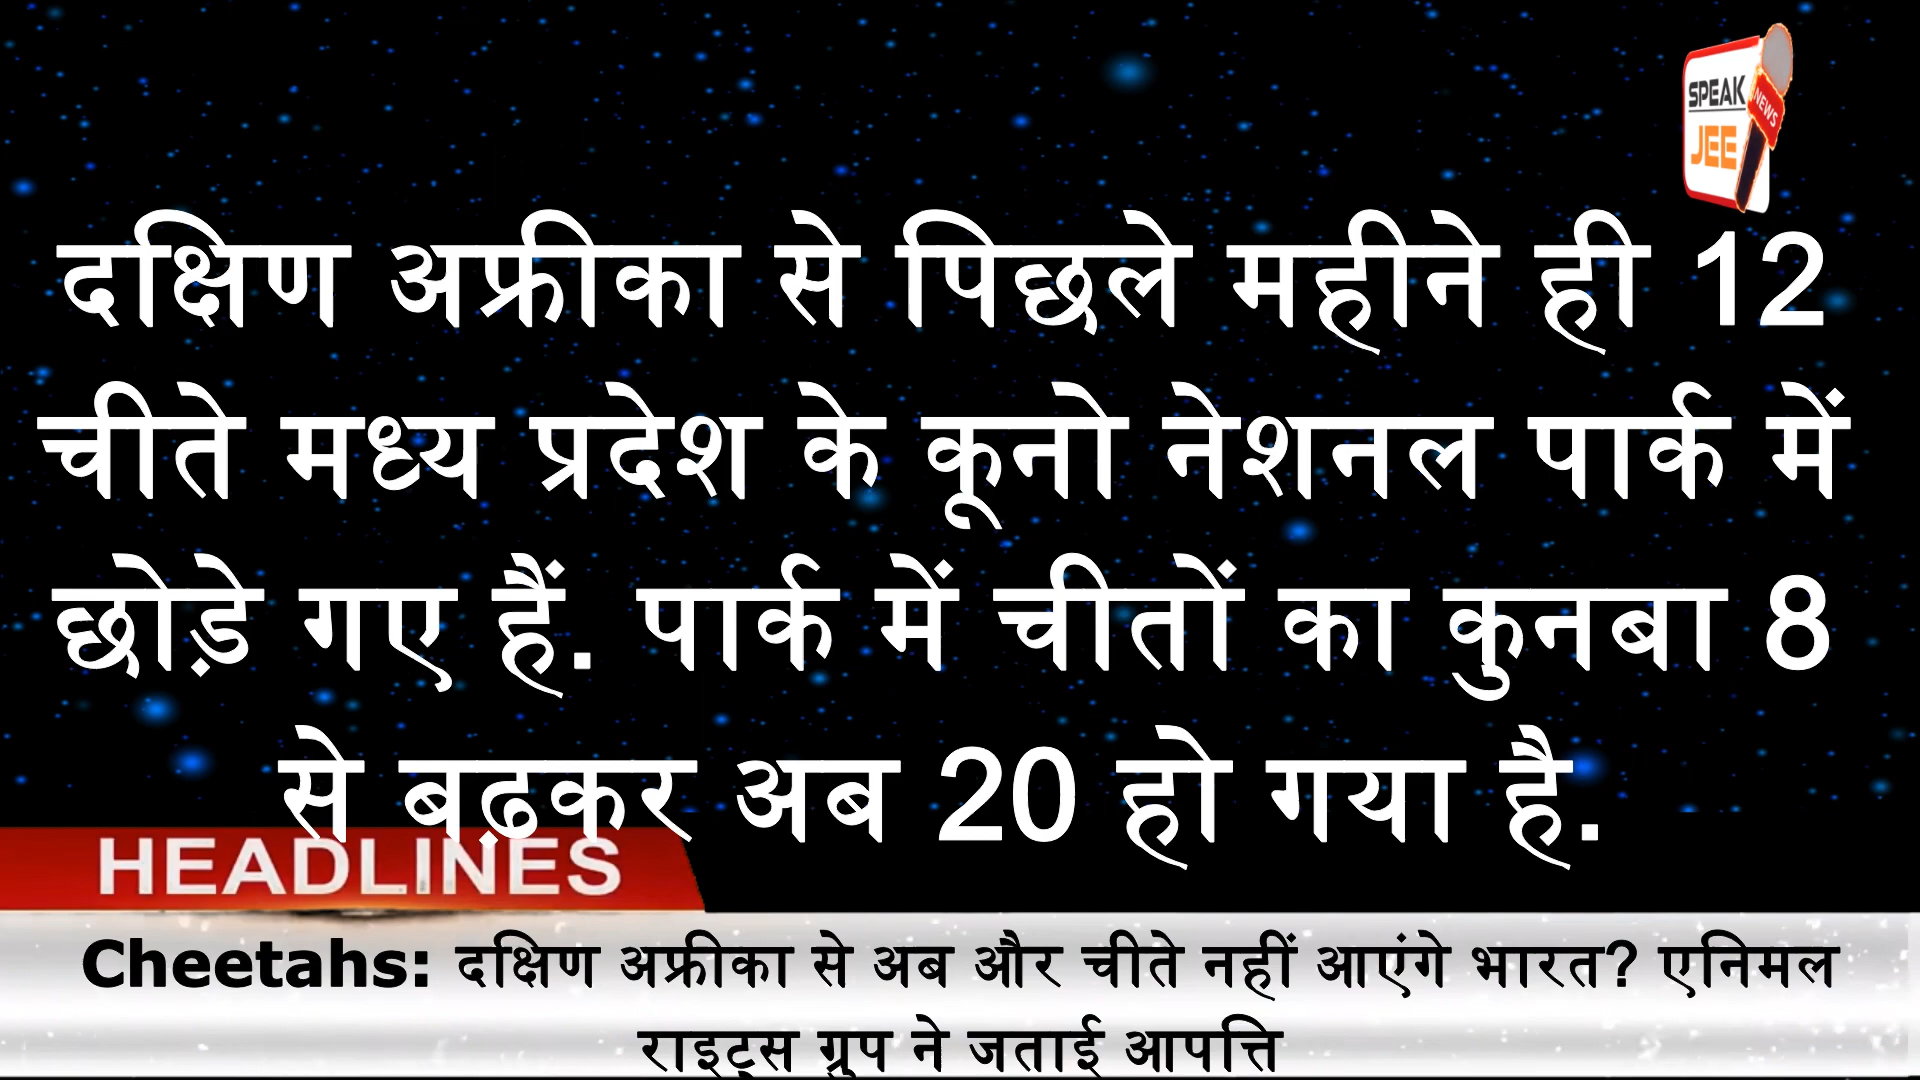 SPEAK
NEWS
JEE
दक्षिण अफ्रीका से पिछले महीने ही 12
चीते मध्य प्रदेश के कूनो नेशनल पार्क में
छोड़े गए हैं. पार्क में चीतों का कुनबा 8
से बढ़कर अब 20 हो गया है.
HEADLINES
Cheetahs: दक्षिण अफ्रीका से अब और चीते नहीं आएंगे भारत? एनिमल
राइट्स ग्रुप ने जताई आपत्ति